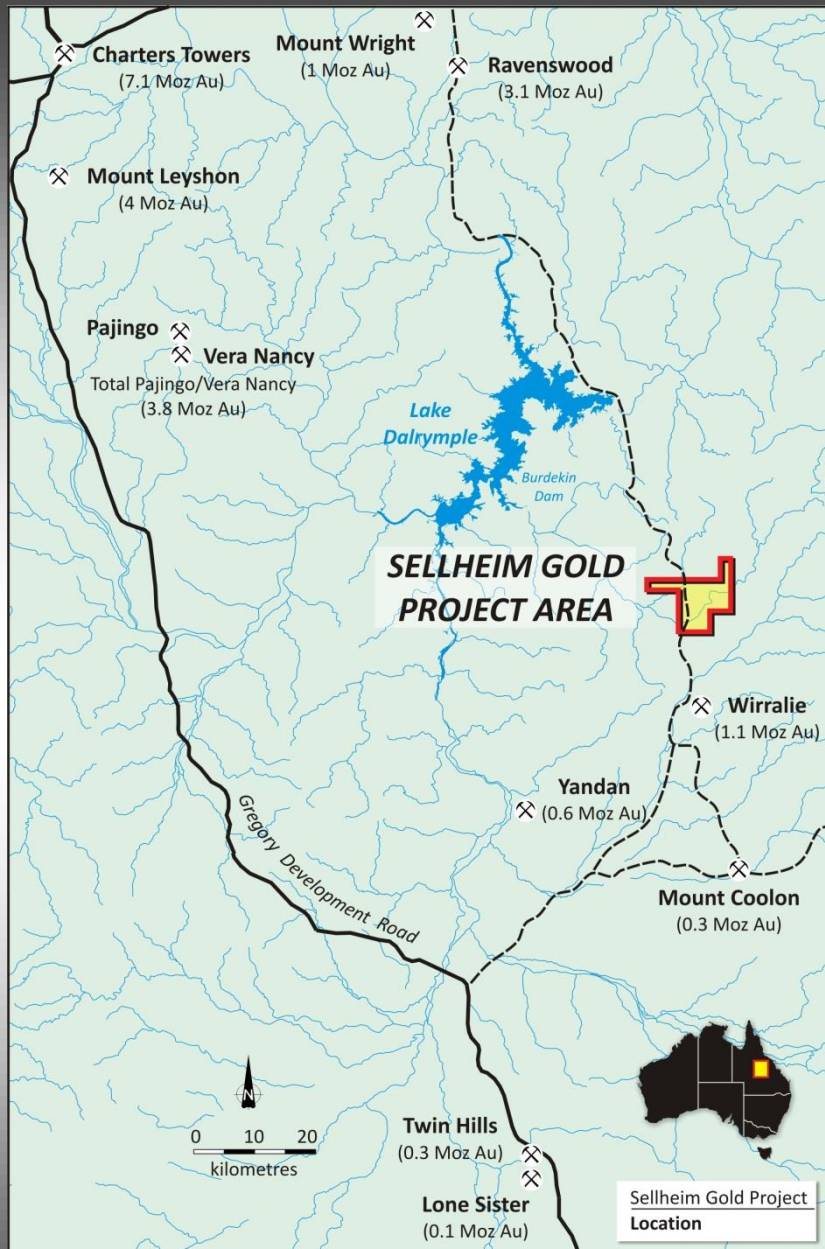 Charters Towers
(7.1 Moz Au)
Mount Wright
(1 Moz Au)
Ravenswood
(3.1 Moz Au)
Mount Leyshon
(4 Moz Au)
Pajingo
Vera Nancy
Total Pajingo/Vera Nancy
(3.8 Moz Au)
Lake
Dalrymple
Burdekin
Dam
SELLHEIM GOLD
PROJECT AREA
Wirralie
(1.1 Moz Au)
Yandan
(0.6 Moz Au)
Mount Coolon
(0.3 Moz Au)
Gregory Development Road
N
0 10 20
kilometres
Twin Hills
(0.3 Moz Au)
Lone Sister
(0.1 Moz Au)
Sellheim Gold Project
Location